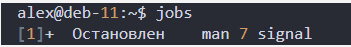 alex@deb-11:~$ jobs
[1]+  Остановлен    man 7 signal